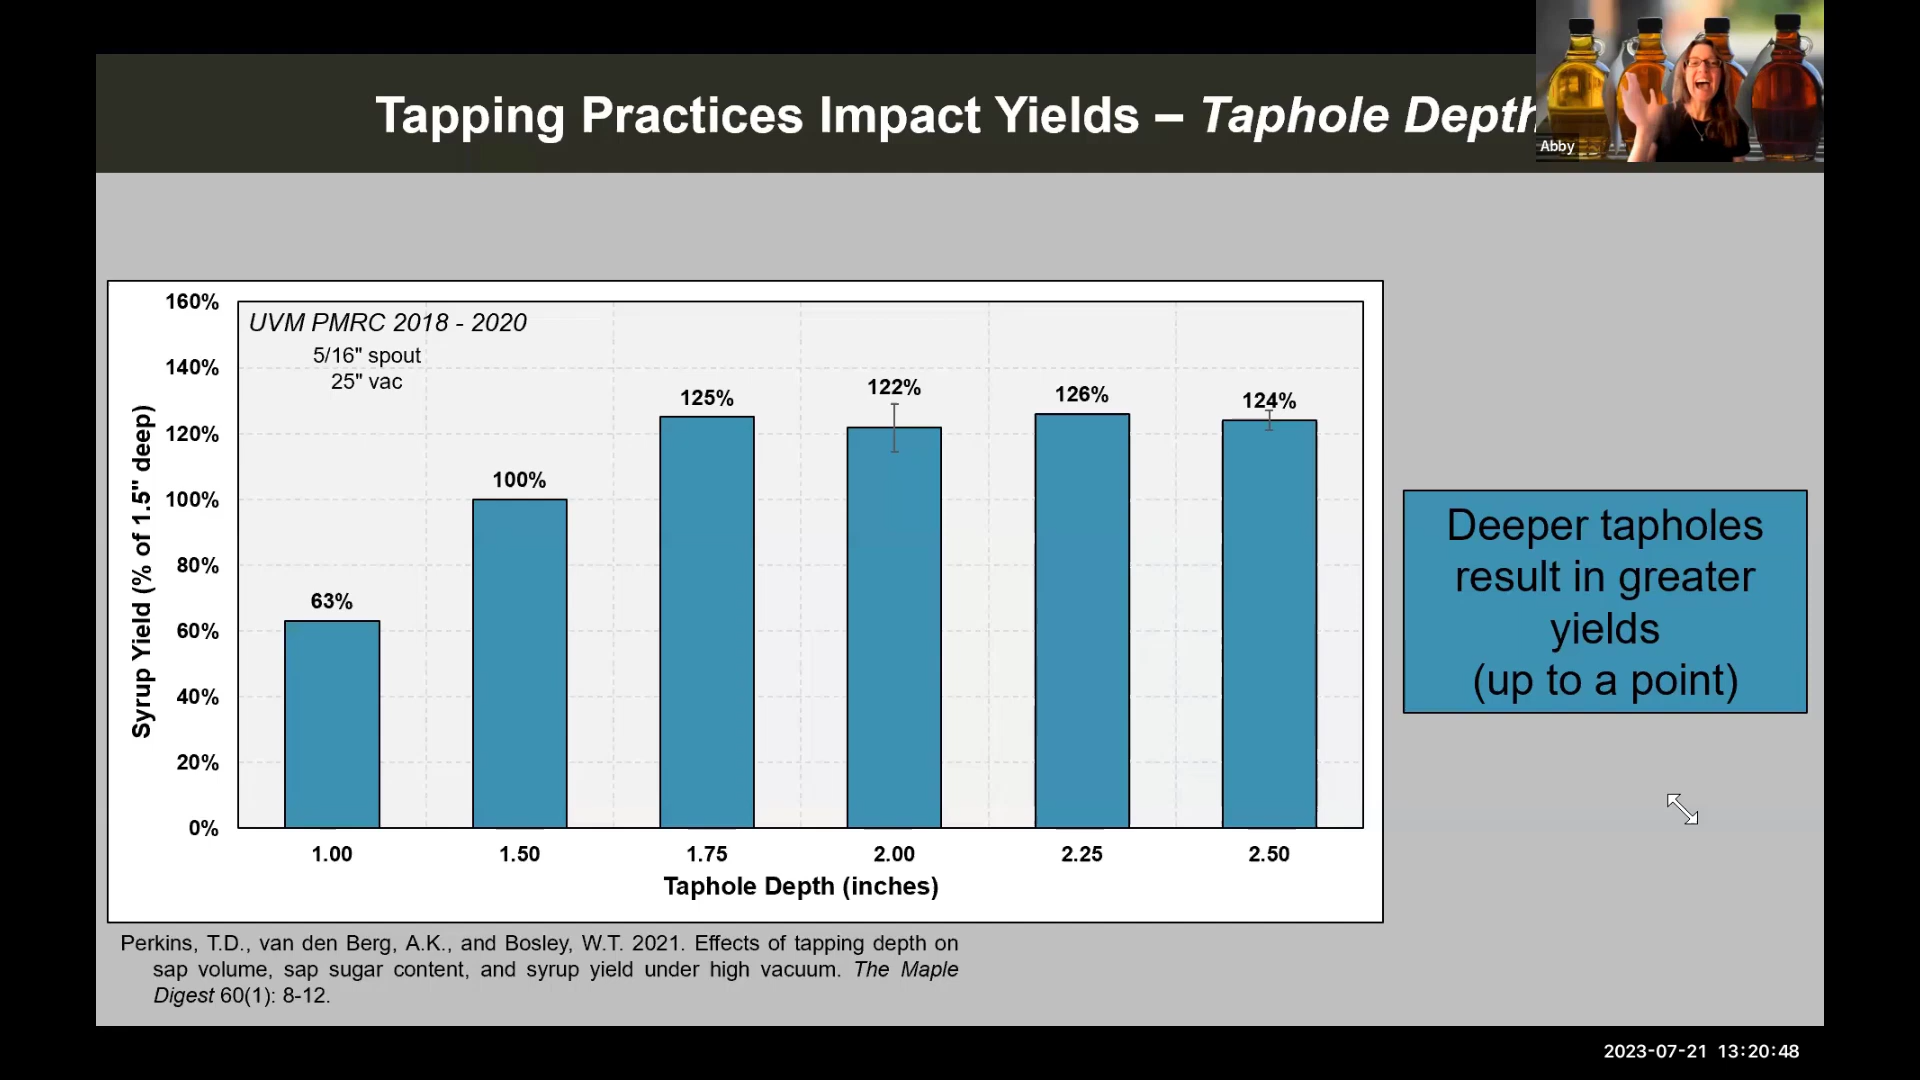 Tapping Practices Impact Yields – Taphole Depth
Abby
UVM PMRC 2018 - 2020
5/16" spout
25" vac
Syrup Yield (% of 1.5" deep)
160%
140%
120%
100%
80%
60%
40%
20%
0%
63%
100%
125%
122%
126%
124%
1.00
1.50
1.75
2.00
2.25
2.50
Taphole Depth (inches)
Deeper tapholes
result in greater
yields
(up to a point)
Perkins, T.D., van den Berg, A.K., and Bosley, W.T. 2021. Effects of tapping depth on
sap volume, sap sugar content, and syrup yield under high vacuum. The Maple
Digest 60(1): 8-12.
2023-07-21 13:20:48